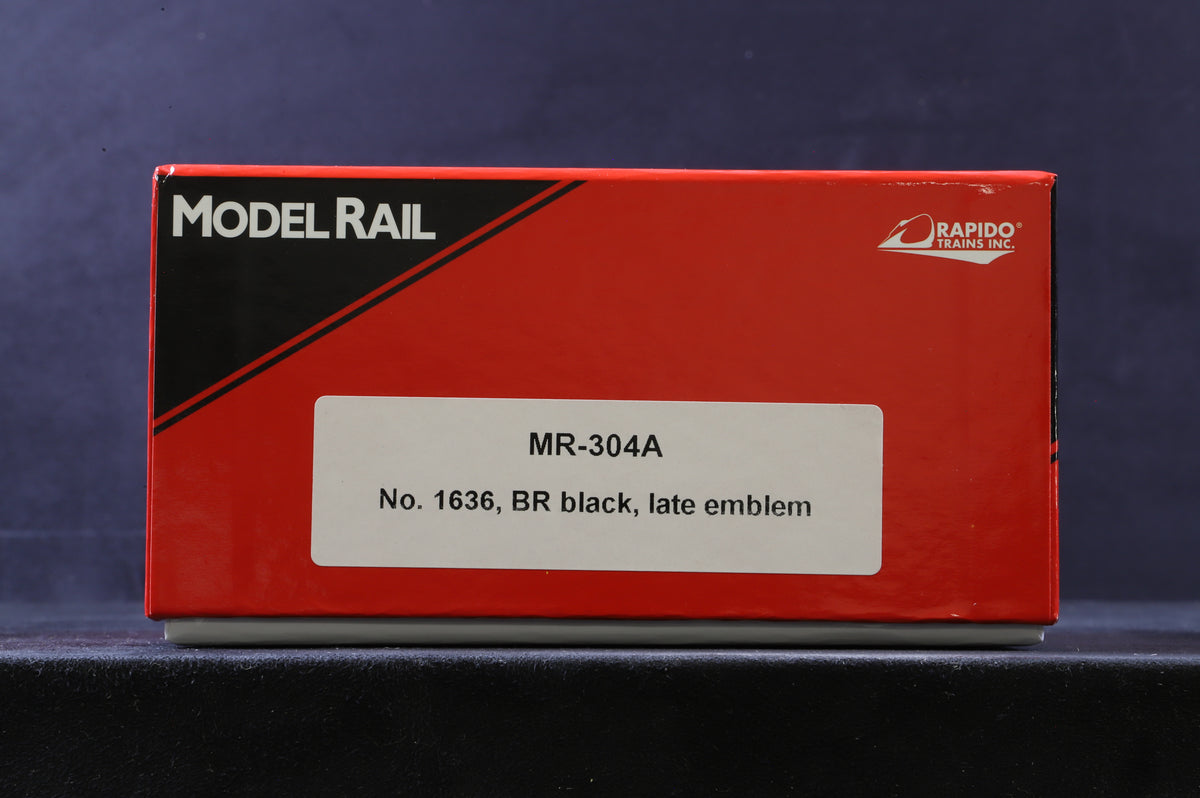 MODEL RAIL
RAPIDO®
TRAINS INC.
MR-304A
No. 1636, BR black, late emblem